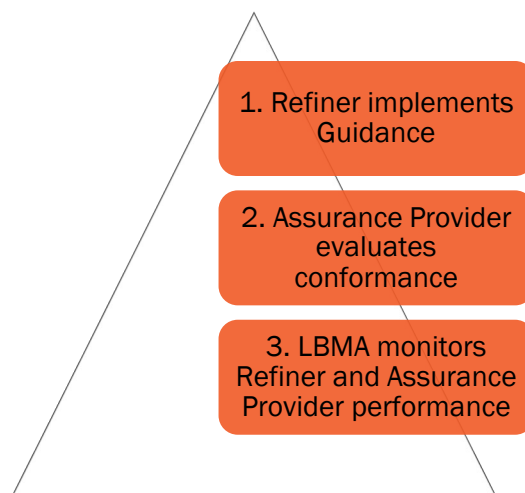 1. Refiner implements
Guidance
2. Assurance Provider
evaluates
conformance
3. LBMA monitors
Refiner and Assurance
Provider performance